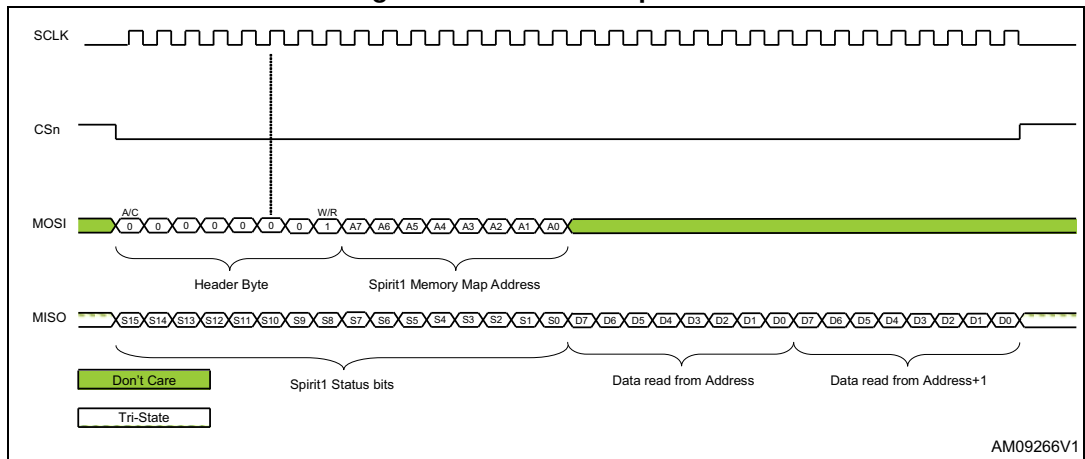 SCLK
CSn
A/C W/R
MOSI 0 0 0 0 0 0 0 1 A7 A6 A5 A4 A3 A2 A1 A0
Header Byte Spirit1 Memory Map Address
MISO S15 S14 S13 S12 S11 S10 S9 S8 S7 S6 S5 S4 S3 S2 S1 S0 D7 D6 D5 D4 D3 D2 D1 D0 D7 D6 D5 D4 D3 D2 D1 D0
Don't Care Spirit1 Status bits Data read from Address Data read from Address+1
Tri-State
AM09266V1